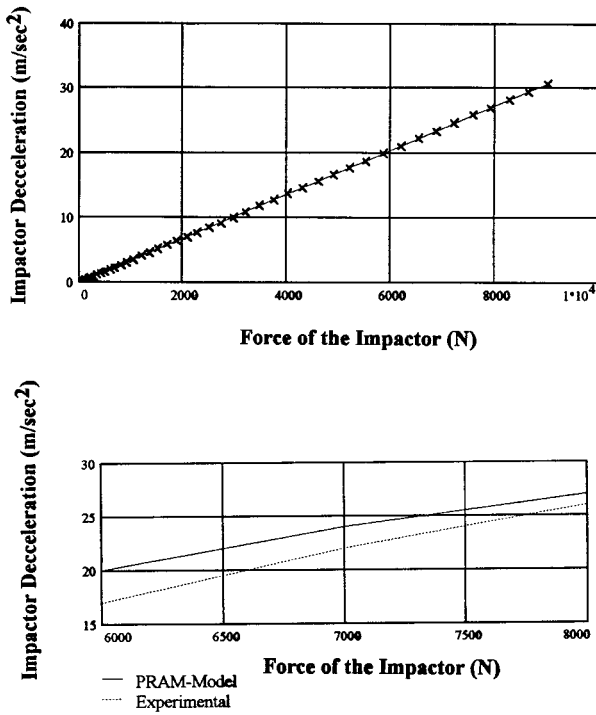 Impactor Decceleration (m/sec2)
40
30
20
10
0
0 2000 4000 6000 8000 1*10 4
Force of the Impactor (N)
Impactor Decceleration (m/sec2)
30
25
20
15
6000 6500 7000 7500 8000
Force of the Impactor (N)
PRAM-Model
Experimental